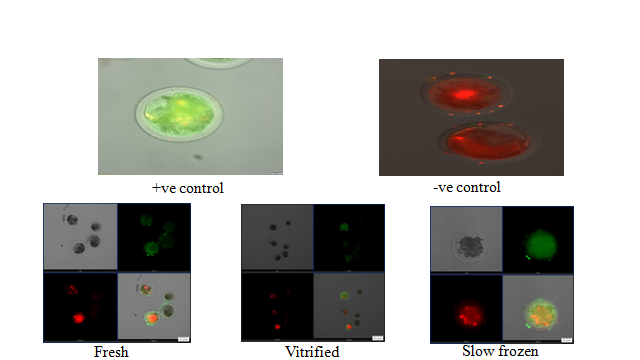 +ve control
-ve control
Fresh
Vitrified
Slow frozen